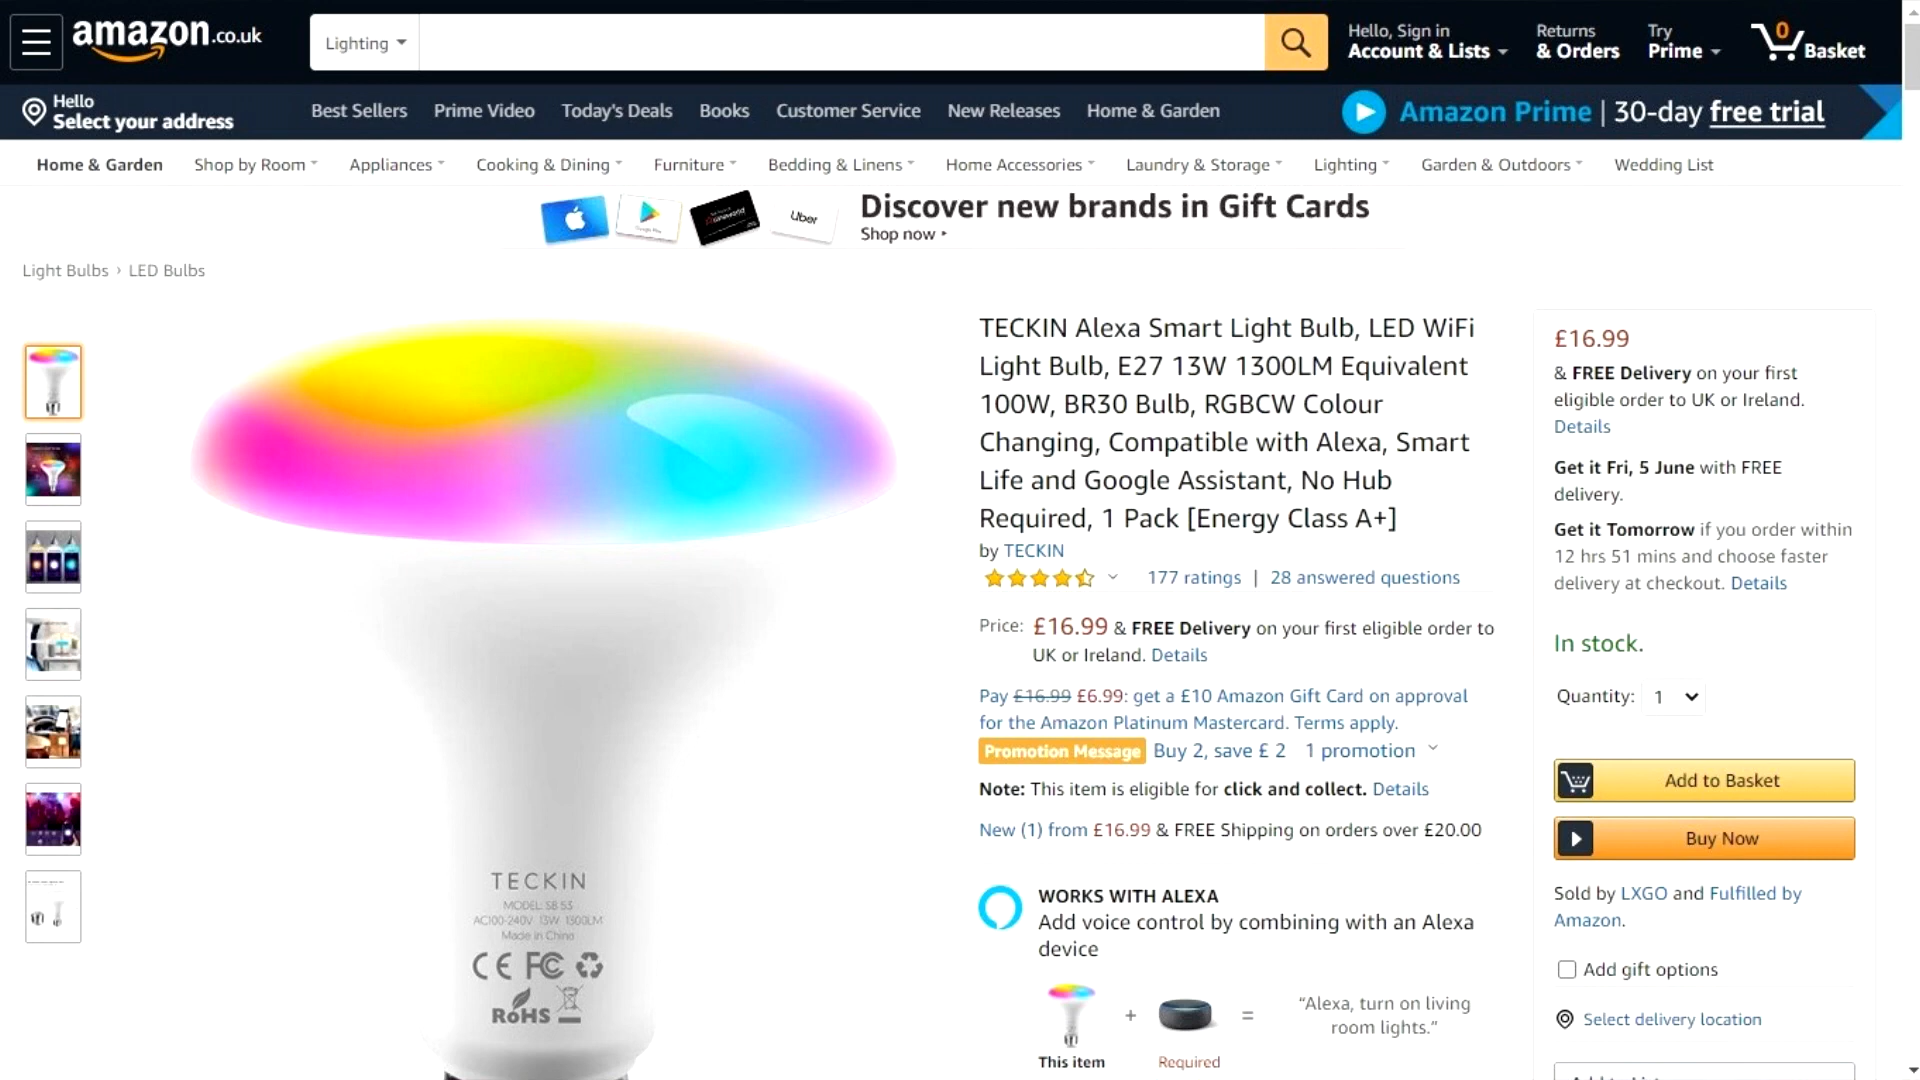 amazon.co.uk
Lighting
Hello, Sign in
Account & Lists
Returns
& Orders
Try
Prime
0
Basket
Hello
Select your address
Best Sellers
Prime Video
Today's Deals
Books
Customer Service
New Releases
Home & Garden
Amazon Prime | 30-day free trial
Home & Garden
Shop by Room
Appliances
Cooking & Dining
Furniture
Bedding & Linens
Home Accessories
Laundry & Storage
Lighting
Garden & Outdoors
Wedding List
Uber
Discover new brands in Gift Cards
Shop now
Light Bulbs › LED Bulbs
TECKIN
MODEL: SB 53
AC100-240V 13W 1300LM
Made in China
CE FC
RoHS
TECKIN Alexa Smart Light Bulb, LED WiFi
Light Bulb, E27 13W 1300LM Equivalent
100W, BR30 Bulb, RGBCW Colour
Changing, Compatible with Alexa, Smart
Life and Google Assistant, No Hub
Required, 1 Pack [Energy Class A+]
by TECKIN
177 ratings | 28 answered questions
Price: £16.99 & FREE Delivery on your first eligible order to
UK or Ireland. Details
Pay £16.99 £6.99: get a £10 Amazon Gift Card on approval
for the Amazon Platinum Mastercard. Terms apply.
Promotion Message Buy 2, save £ 2 1 promotion
Note: This item is eligible for click and collect. Details
New (1) from £16.99 & FREE Shipping on orders over £20.00
WORKS WITH ALEXA
Add voice control by combining with an Alexa
device
+
=
“Alexa, turn on living
room lights.”
This item
Required
£16.99
& FREE Delivery on your first
eligible order to UK or Ireland.
Details
Get it Fri, 5 June with FREE
delivery.
Get it Tomorrow if you order within
12 hrs 51 mins and choose faster
delivery at checkout. Details
In stock.
Quantity: 1
Add to Basket
Buy Now
Sold by LXGO and Fulfilled by
Amazon.
Add gift options
Select delivery location